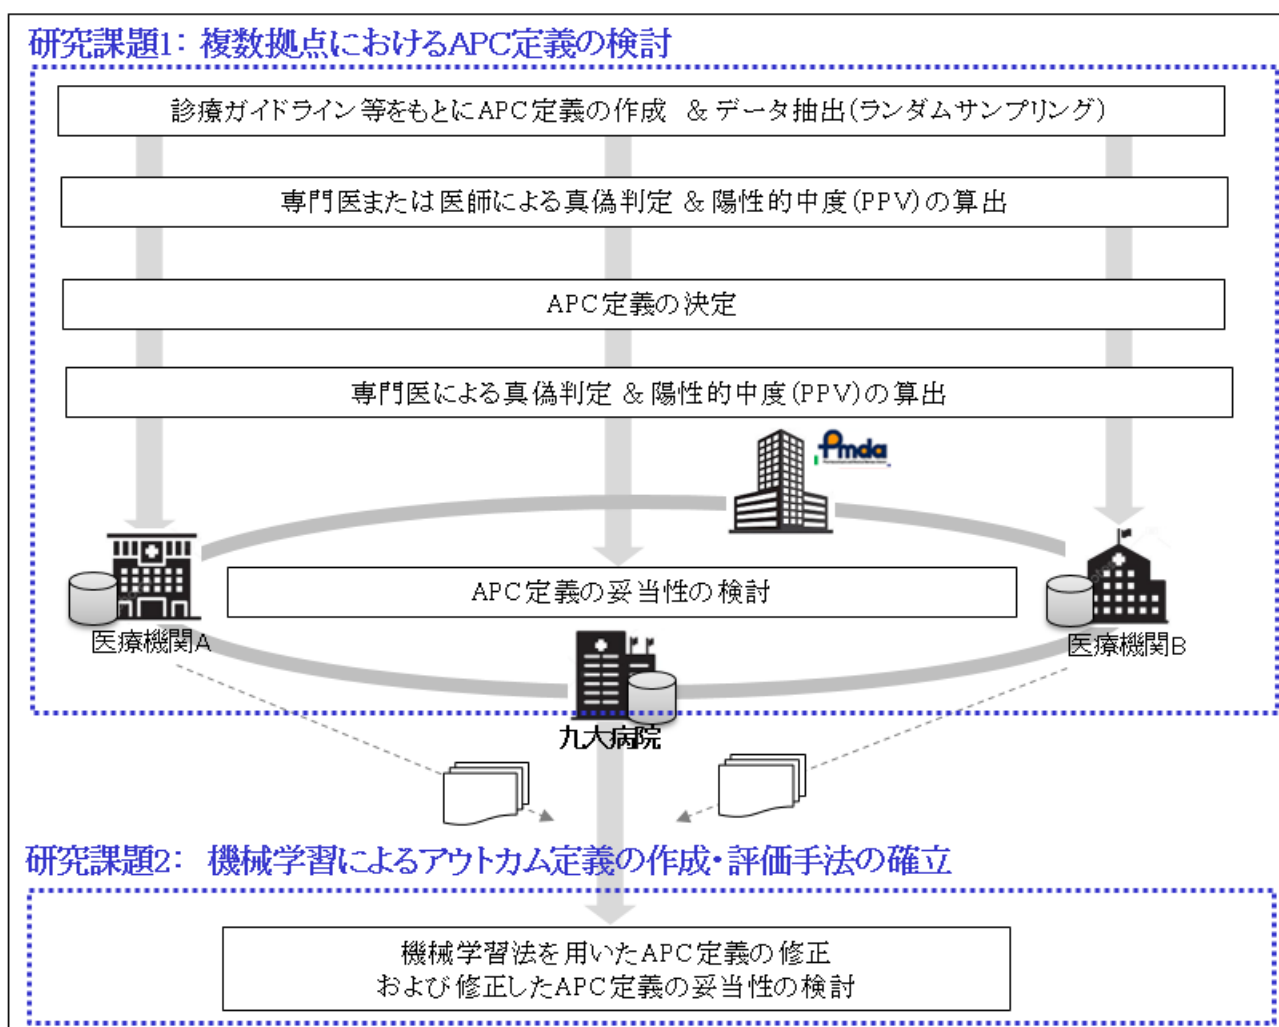 研究課題1: 複数拠点におけるAPC定義の検討
診療ガイドライン等をもとにAPC定義の作成 & データ抽出(ランダムサンプリング)
専門医または医師による真偽判定 & 陽性的中度(PPV)の算出
APC定義の決定
専門医による真偽判定 & 陽性的中度(PPV)の算出
Pmda
APC定義の妥当性の検討
医療機関A
医療機関B
九大病院
研究課題2: 機械学習によるアウトカム定義の作成・評価手法の確立
機械学習法を用いたAPC定義の修正
および修正したAPC定義の妥当性の検討